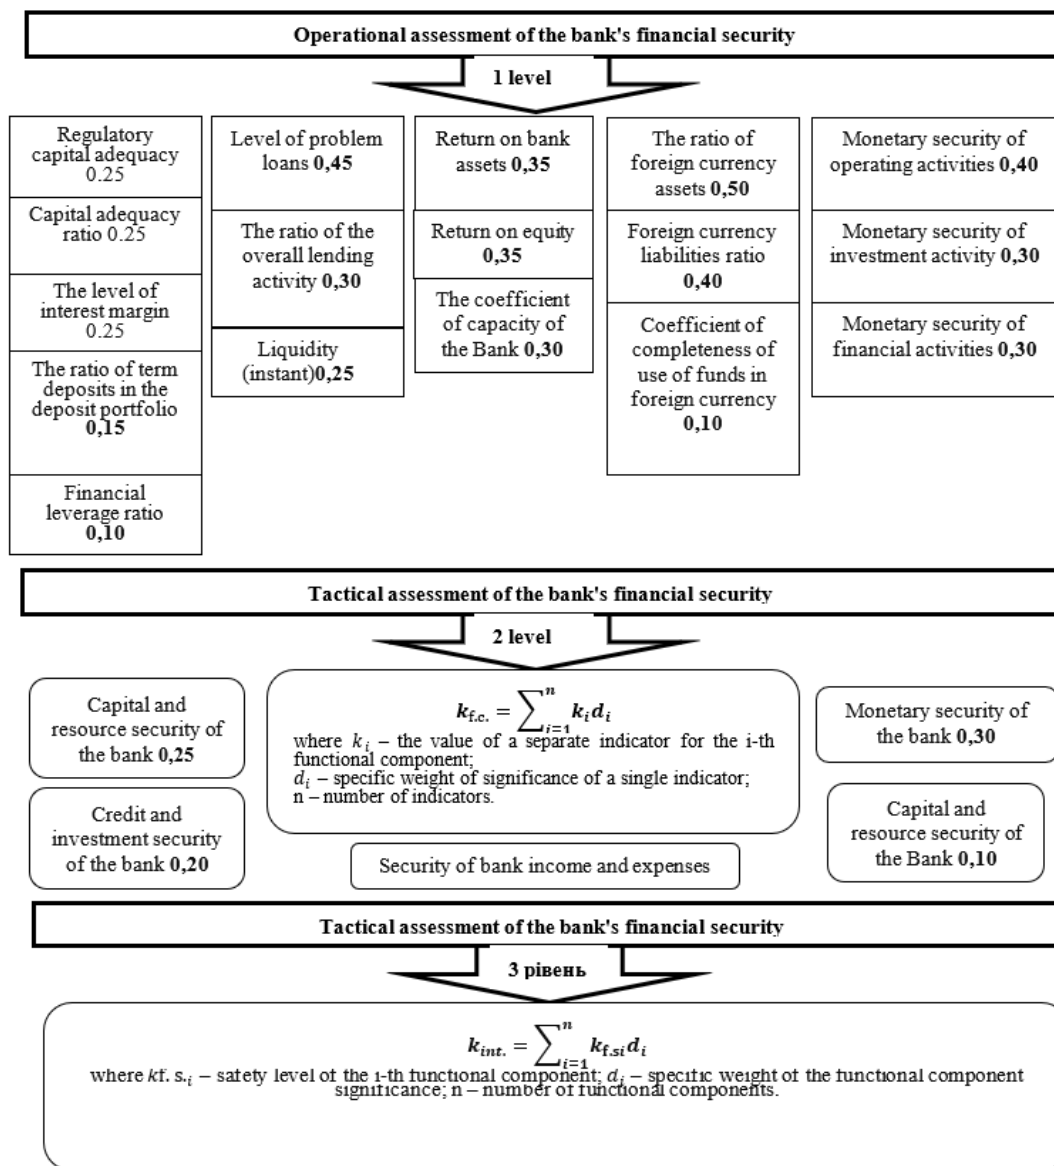 Operational assessment of the bank's financial security
1 level
Regulatory
capital adequacy
0.25
Capital adequacy
ratio 0.25
The level of
interest margin
0.25
The ratio of term
deposits in the
deposit portfolio
0,15
Financial
leverage ratio
0,10
Level of problem
loans 0,45
The ratio of the
overall lending
activity 0,30
Liquidity
(instant)0,25
Return on bank
assets 0,35
Return on equity
0,35
The coefficient
of capacity of
the Bank 0,30
The ratio of
foreign currency
assets 0,50
Foreign currency
liabilities ratio
0,40
Coefficient of
completeness of
use of funds in
foreign currency
0,10
Monetary security of
operating activities 0,40
Monetary security of
investment activity 0,30
Monetary security of
financial activities 0,30
Tactical assessment of the bank's financial security
2 level
Capital and
resource security of
the bank 0,25
Credit and
investment security
of the bank 0,20
k_{f.c.} = ∑_{i=1}^{n} k_i d_i
where k_i – the value of a separate indicator for the i-th
functional component;
d_i – specific weight of significance of a single indicator;
n – number of indicators.
Security of bank income and expenses
Monetary security of
the bank 0,30
Capital and
resource security of
the Bank 0,10
Tactical assessment of the bank's financial security
3 рівень
k_{int.} = ∑_{i=1}^{n} k_{f.si} d_i
where kf. s._i – safety level of the i-th functional component; d_i – specific weight of the functional component
significance; n – number of functional components.